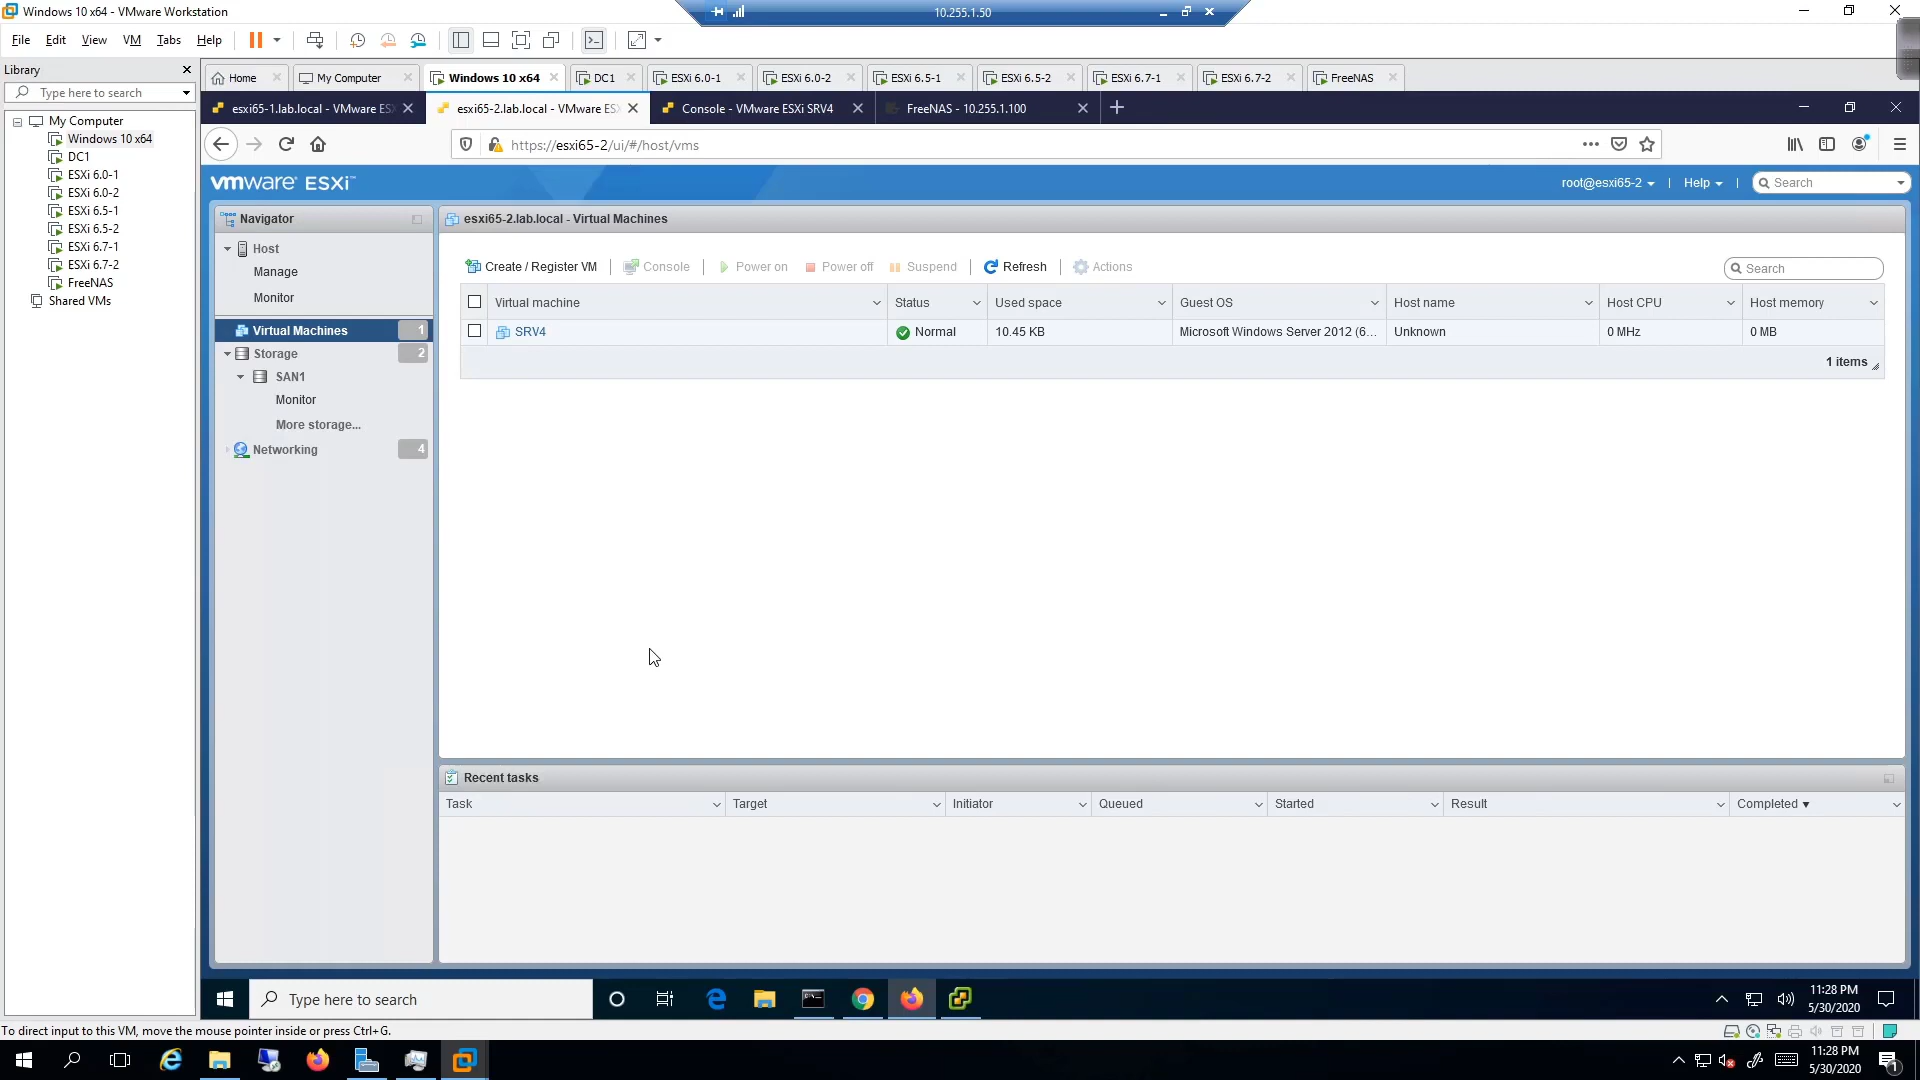 Windows 10 x64 - VMware Workstation
10.255.1.50
File Edit View VM Tabs Help
Library
Type here to search
My Computer
Windows 10 x64
DC1
ESXi 6.0-1
ESXi 6.0-2
ESXi 6.5-1
ESXi 6.5-2
ESXi 6.7-1
ESXi 6.7-2
FreeNAS
Shared VMs
Home My Computer Windows 10 x64 DC1 ESXi 6.0-1 ESXi 6.0-2 ESXi 6.5-1 ESXi 6.5-2 ESXi 6.7-1 ESXi 6.7-2 FreeNAS
esxi65-1.lab.local - VMware ES esxi65-2.lab.local - VMware ES Console - VMware ESXi SRV4 FreeNAS - 10.255.1.100
https://esxi65-2/ui/#/host/vms
vmware ESXi™
root@esxi65-2 | Help | Search
Navigator
Host
Manage
Monitor
Virtual Machines 1
Storage 2
SAN1
Monitor
More storage...
Networking 4
esxi65-2.lab.local - Virtual Machines
Create / Register VM | Console | Power on Power off Suspend | Refresh | Actions
Search
Virtual machine Status Used space Guest OS Host name Host CPU Host memory
SRV4 Normal 10.45 KB Microsoft Windows Server 2012 (6... Unknown 0 MHz 0 MB
1 items
Recent tasks
Task Target Initiator Queued Started Result Completed
Type here to search
11:28 PM
5/30/2020
To direct input to this VM, move the mouse pointer inside or press Ctrl+G.
11:28 PM
5/30/2020
1